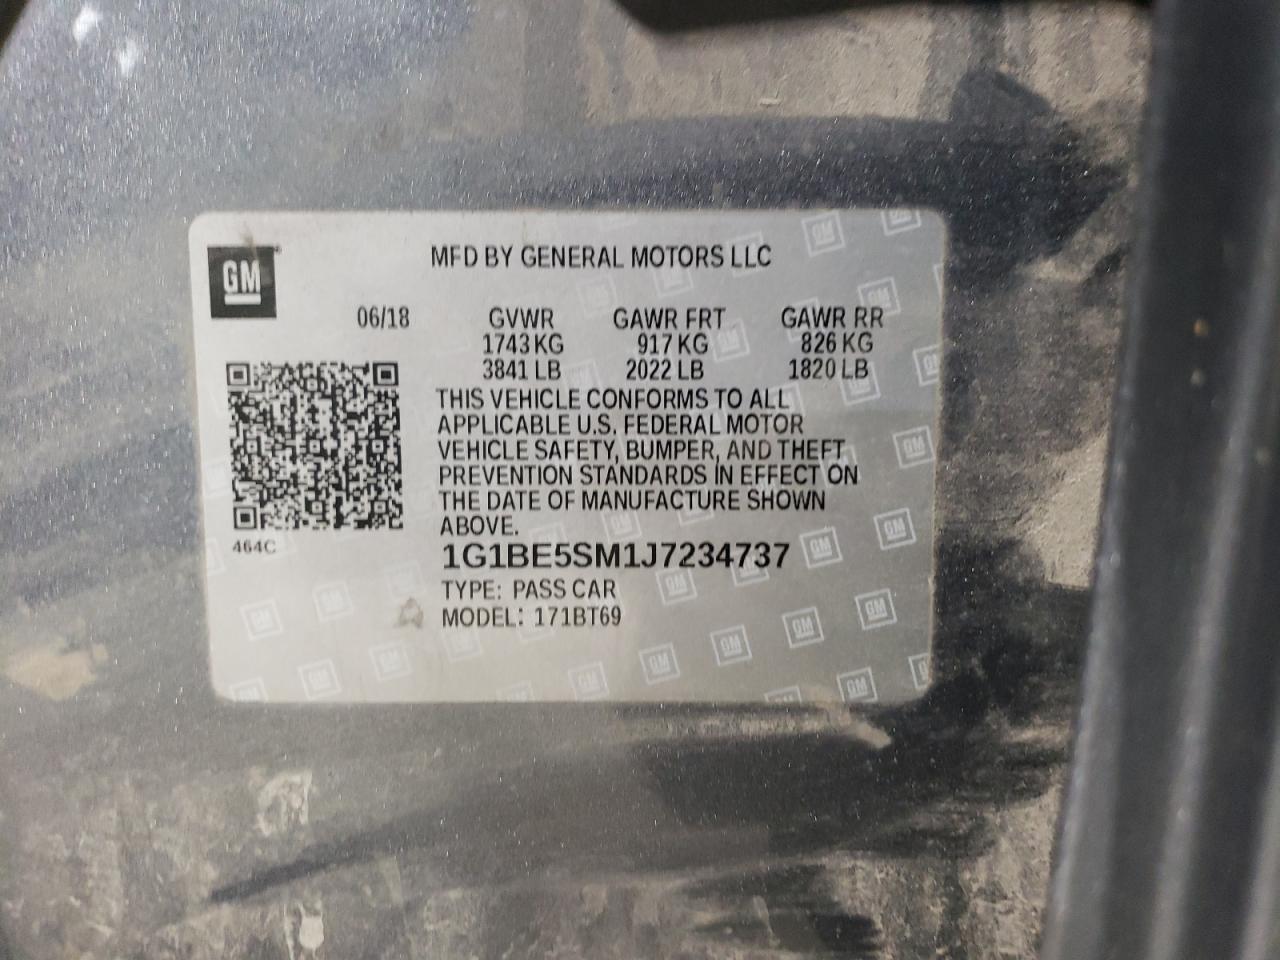 GM
MFD BY GENERAL MOTORS LLC
06/18 GVWR GAWR FRT GAWR RR
1743 KG 917 KG 826 KG
3841 LB 2022 LB 1820 LB
THIS VEHICLE CONFORMS TO ALL
APPLICABLE U.S. FEDERAL MOTOR
VEHICLE SAFETY, BUMPER, AND THEFT
PREVENTION STANDARDS IN EFFECT ON
THE DATE OF MANUFACTURE SHOWN
ABOVE.
464C
1G1BE5SM1J7234737
TYPE: PASS CAR
MODEL: 171BT69